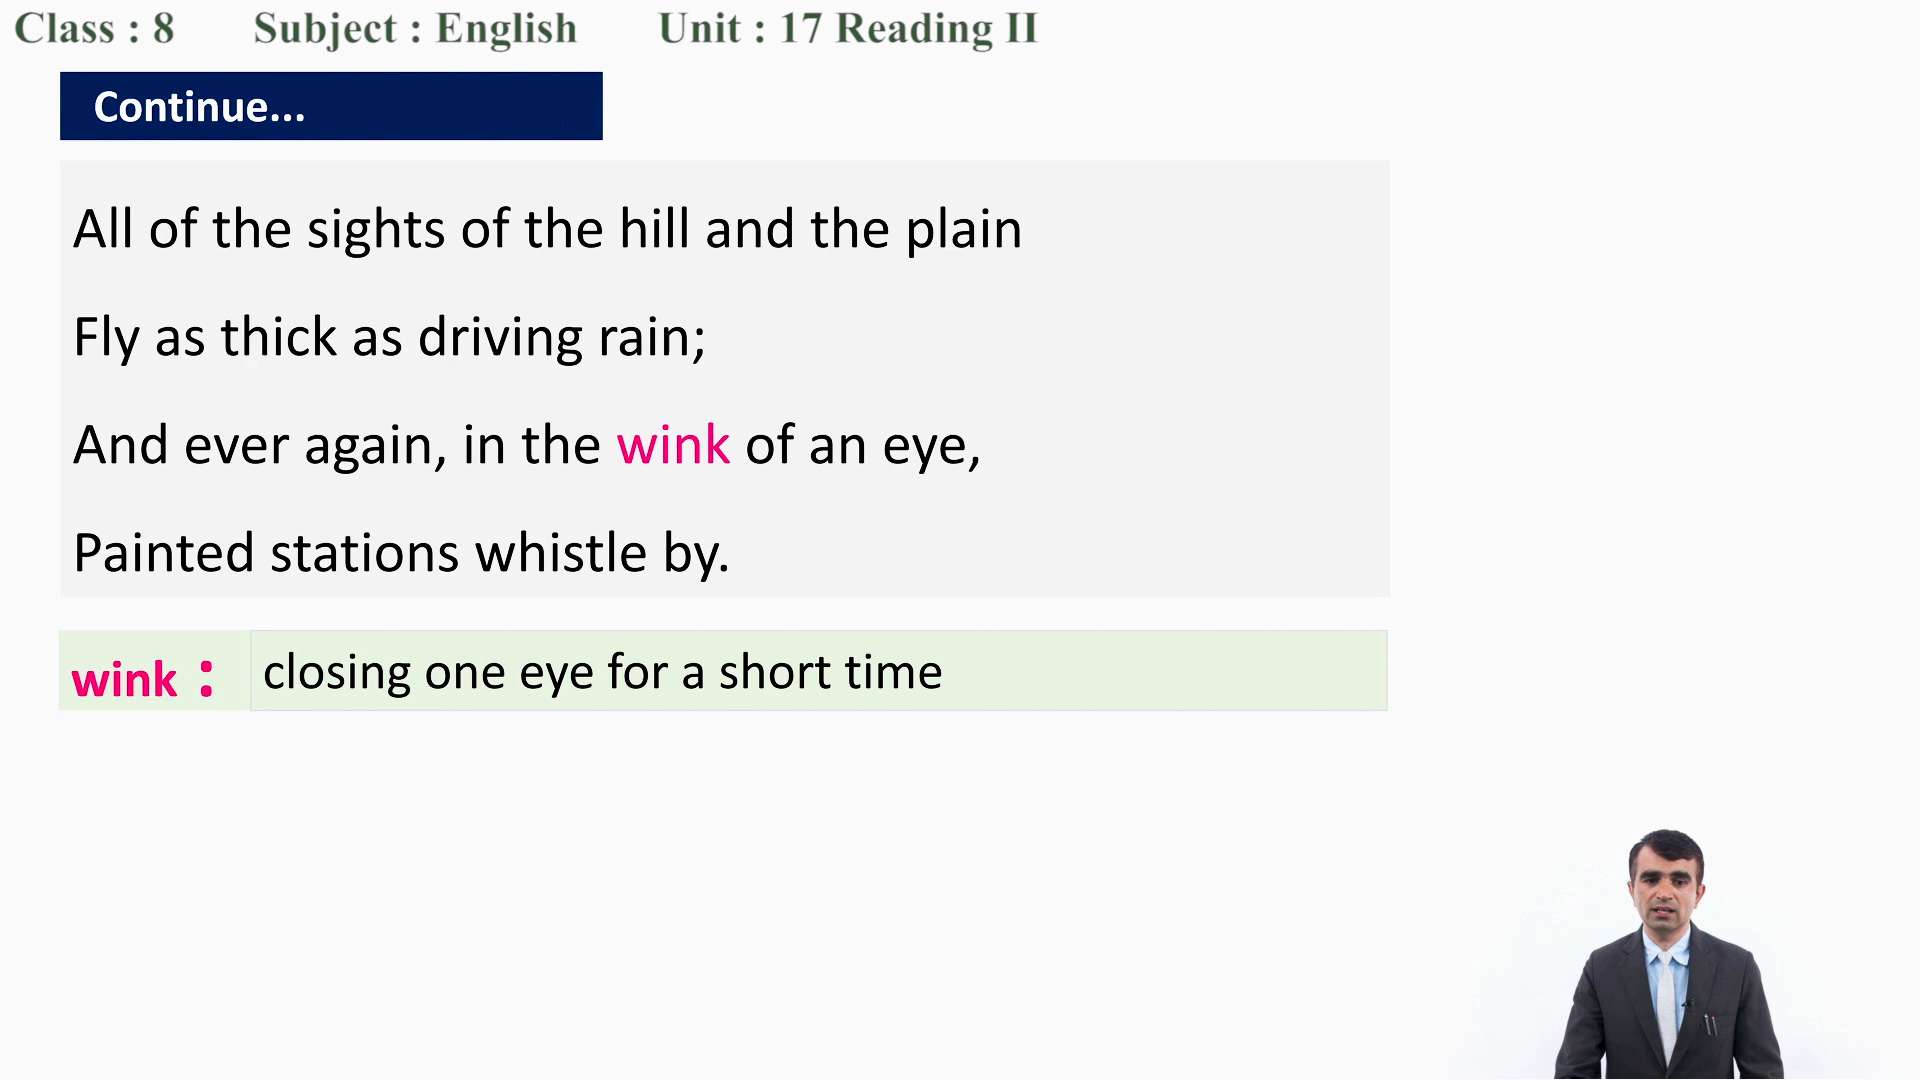 Class : 8 Subject : English Unit : 17 Reading II
Continue...
All of the sights of the hill and the plain
Fly as thick as driving rain;
And ever again, in the wink of an eye,
Painted stations whistle by.
wink : closing one eye for a short time